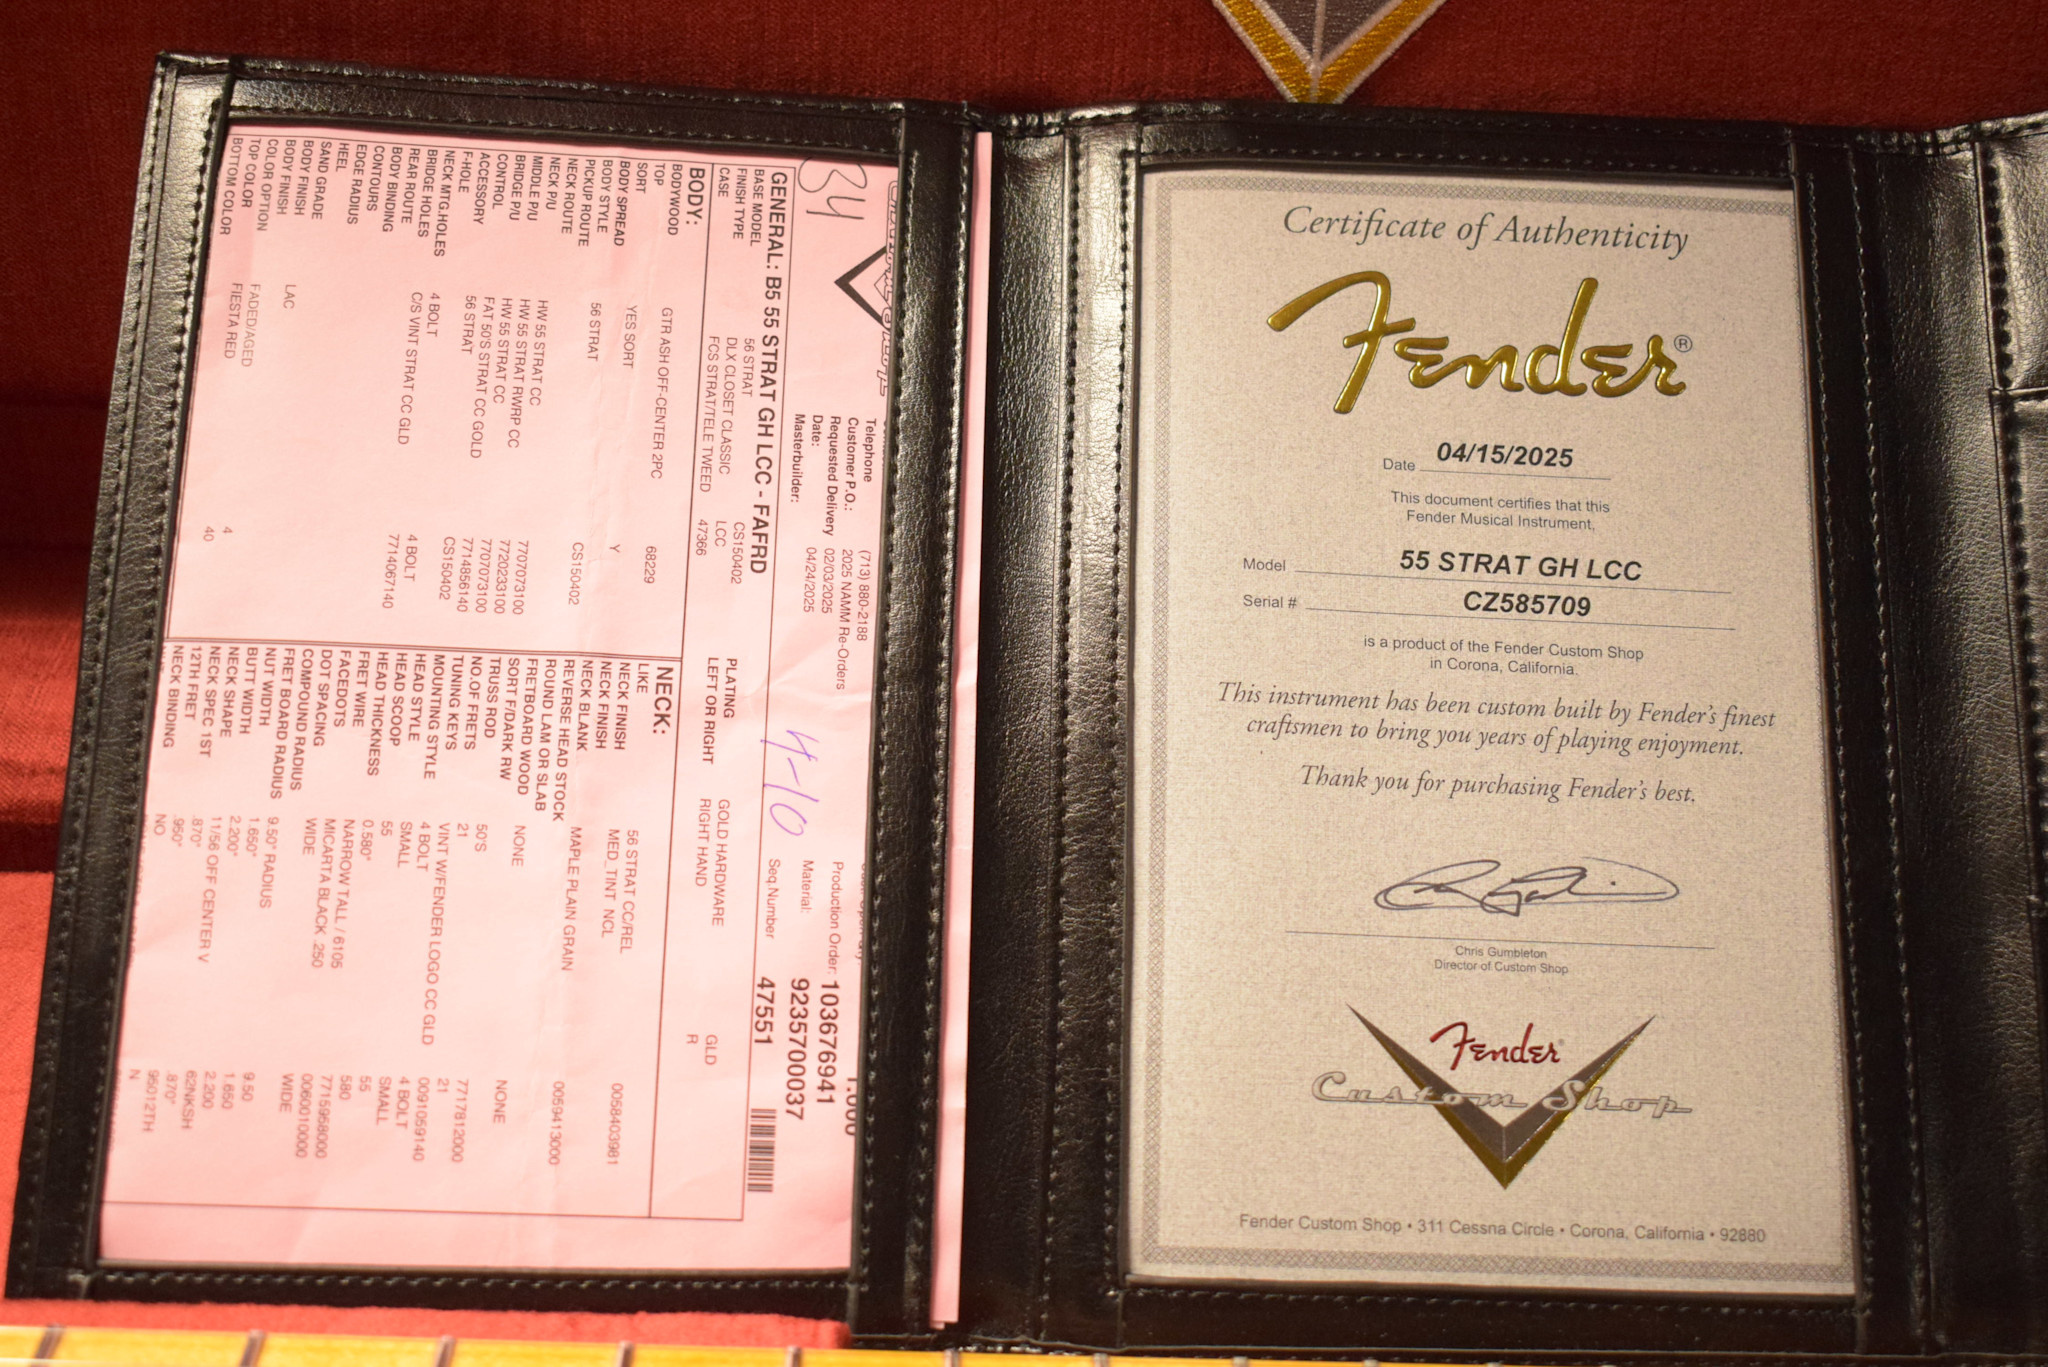 34
Telephone (713) 880-2188
Customer P.O.: 2025 NAMM Re-Orders
Requested Delivery 02/03/2025
Date: 04/24/2025
Masterbuilder:
4-10
1.000
Production Order: 103676941
Material: 9235700037
Seq.Number 47551
GENERAL: B5 55 STRAT GH LCC - FAFRD
BASE MODEL 56 STRAT CS150402 PLATING GOLD HARDWARE GLD
FINISH TYPE DLX CLOSET CLASSIC LCC LEFT OR RIGHT RIGHT HAND R
CASE FCS STRAT/TELE TWEED 47366
BODY:
BODYWOOD GTR ASH OFF-CENTER 2PC 68229
TOP
SORT YES SORT Y
BODY SPREAD
BODY STYLE 56 STRAT CS150402
PICKUP ROUTE
NECK ROUTE
NECK P/U HW 55 STRAT CC 7707073100
MIDDLE P/U HW 55 STRAT RWRP CC 7720233100
BRIDGE P/U HW 55 STRAT CC 7707073100
CONTROL FAT 50'S STRAT CC GOLD 7714856140
ACCESSORY 56 STRAT CS150402
F-HOLE
NECK MTG.HOLES 4 BOLT 4 BOLT
BRIDGE HOLES C/S VINT STRAT CC GLD 7714067140
REAR ROUTE
BODY BINDING
CONTOURS
EDGE RADIUS
HEEL
SAND GRADE
BODY FINISH
BODY FINISH LAC
COLOR OPTION
TOP COLOR FADED/AGED 4
BOTTOM COLOR FIESTA RED 40
NECK:
LIKE
NECK FINISH 56 STRAT CC/REL 0058403981
NECK FINISH MED_TINT NCL
NECK BLANK
REVERSE HEAD STOCK MAPLE PLAIN GRAIN 0059413000
ROUND LAM OR SLAB
FRETBOARD WOOD
SORT F/DARK RW NONE NONE
TRUSS ROD
NO.OF FRETS 50'S
TUNING KEYS 21 7717812000
MOUNTING STYLE VINT W/FENDER LOGO CC GLD 21
HEAD STYLE 4 BOLT 0091059140
HEAD SCOOP SMALL 4 BOLT
HEAD THICKNESS 55 SMALL
FRET WIRE 0.580" 55
FACEDOTS NARROW TALL / 6105 580
DOT SPACING MICARTA BLACK .250 7715958000
COMPOUND RADIUS WIDE 0060010000
FRET BOARD RADIUS WIDE
NUT WIDTH 9.50" RADIUS 9.50
BUTT WIDTH 1.650" 1.650
NECK SHAPE 2.200" 2.200
NECK SPEC 1ST 11/56 OFF CENTER V 62NKSH
12TH FRET .870" .870"
NECK BINDING .950" 95012TH
NO N
Certificate of Authenticity
Fender®
Date 04/15/2025
This document certifies that this
Fender Musical Instrument,
Model 55 STRAT GH LCC
Serial # CZ585709
is a product of the Fender Custom Shop
in Corona, California.
This instrument has been custom built by Fender's finest
craftsmen to bring you years of playing enjoyment.
Thank you for purchasing Fender's best.
Chris Gumbleton
Director of Custom Shop
Fender®
Custom Shop
Fender Custom Shop • 311 Cessna Circle • Corona, California • 92880